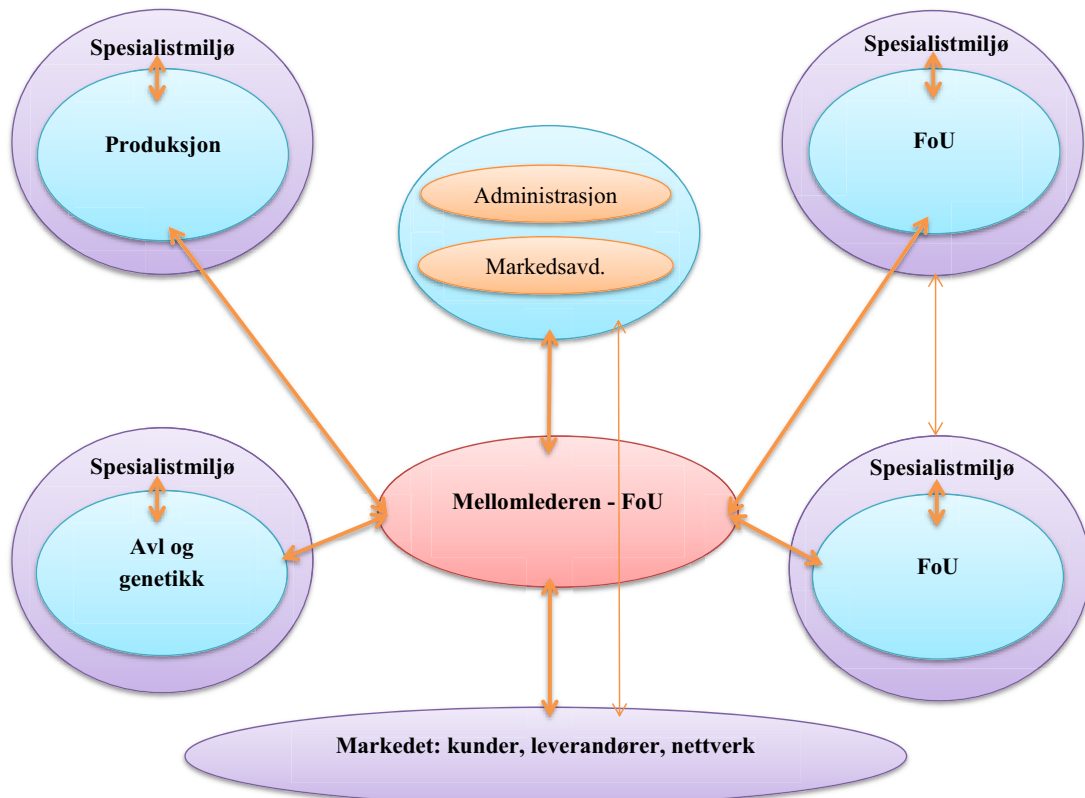 Spesialistmiljø
Produksjon
Spesialistmiljø
FoU
Administrasjon
Markedsavd.
Spesialistmiljø
Avl og
genetikk
Mellomlederen - FoU
Spesialistmiljø
FoU
Markedet: kunder, leverandører, nettverk